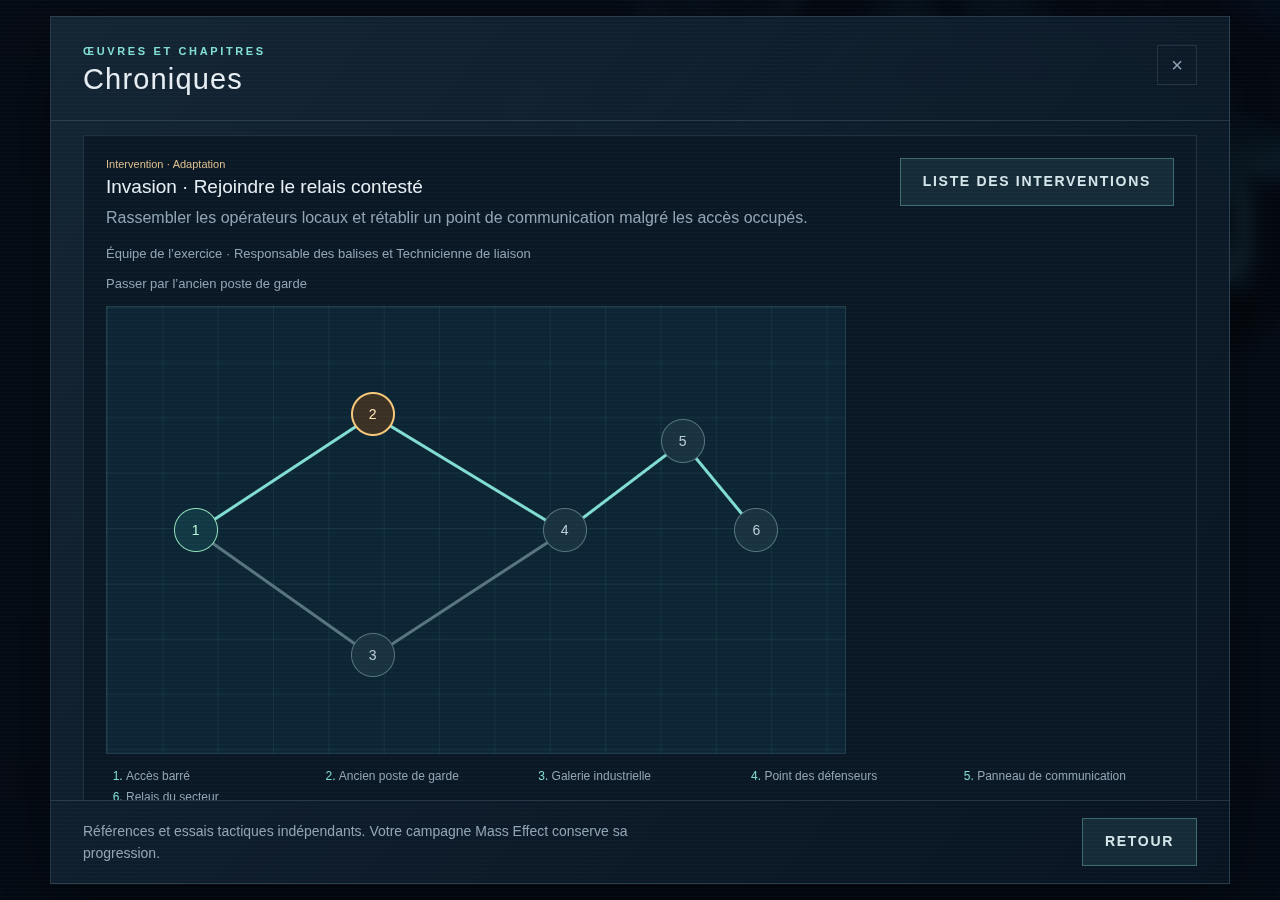 ŒUVRES ET CHAPITRES
Chroniques
×
Intervention · Adaptation
Invasion · Rejoindre le relais contesté
LISTE DES INTERVENTIONS
Rassembler les opérateurs locaux et rétablir un point de communication malgré les accès occupés.
Équipe de l’exercice · Responsable des balises et Technicienne de liaison
Passer par l’ancien poste de garde
2
5
1
4
6
3
1. Accès barré
2. Ancien poste de garde
3. Galerie industrielle
4. Point des défenseurs
5. Panneau de communication
6. Relais du secteur
Références et essais tactiques indépendants. Votre campagne Mass Effect conserve sa
progression.
RETOUR